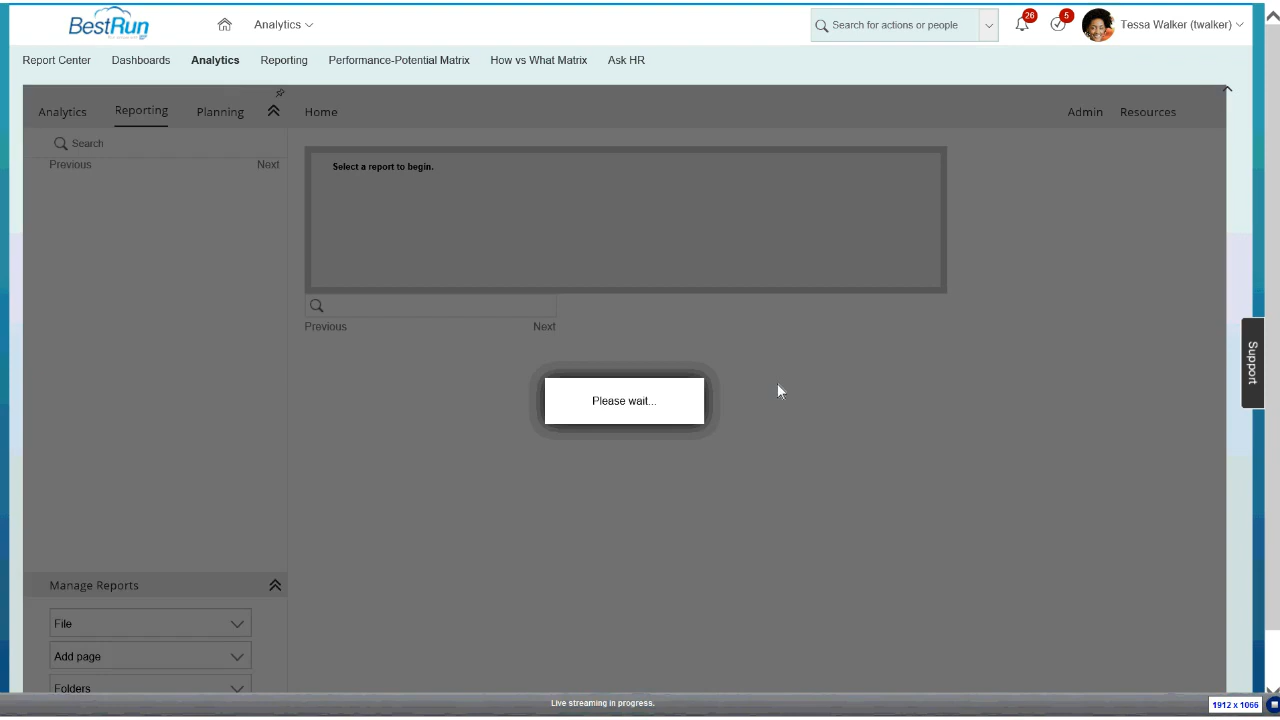 BestRun
Analytics
Search for actions or people
26
5
Tessa Walker (twalker)
Report Center
Dashboards
Analytics
Reporting
Performance-Potential Matrix
How vs What Matrix
Ask HR
Analytics
Reporting
Planning
Home
Admin
Resources
Search
Previous
Next
Select a report to begin.
Previous
Next
Please wait...
Support
Manage Reports
File
Add page
Folders
Live streaming in progress.
1912 x 1066